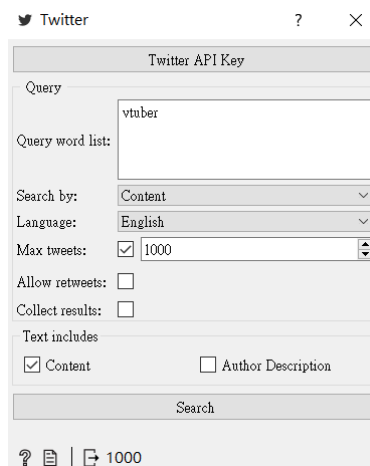 Twitter ?
Twitter API Key
Query
vtuber
Query word list:
Search by: Content
Language: English
Max tweets: 1000
Allow retweets:
Collect results:
Text includes
Content Author Description
Search
? 1000